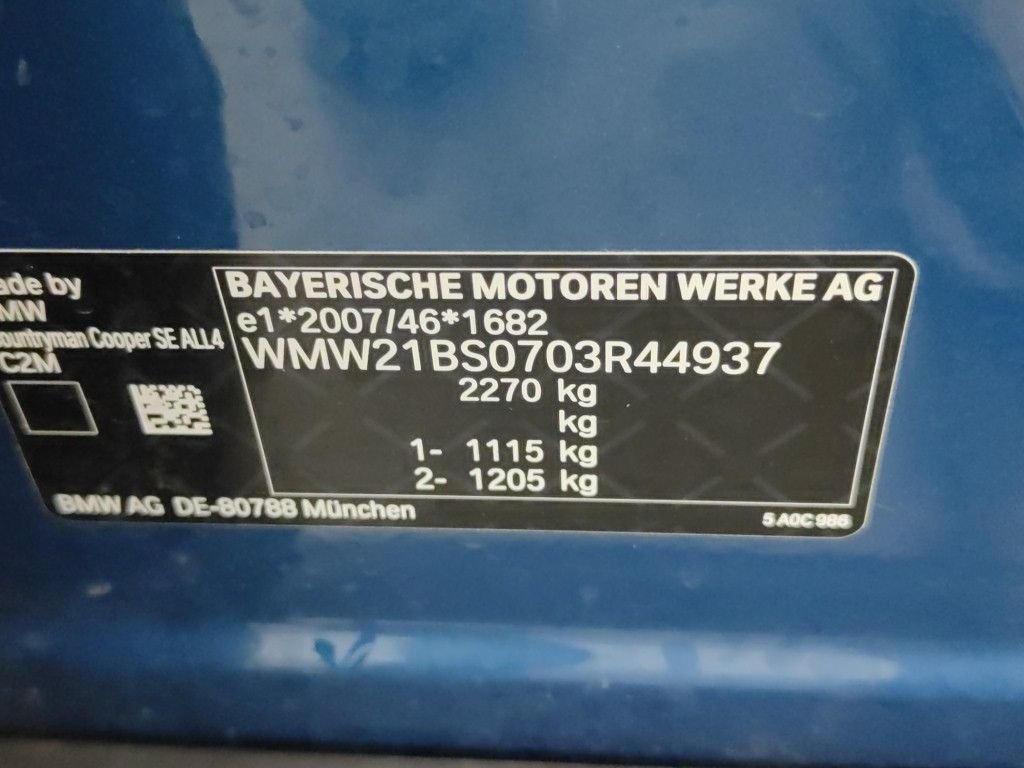 ade by
MW
ountryman Cooper SE ALL4
C2M
BAYERISCHE MOTOREN WERKE AG
e1*2007/46*1682
WMW21BS0703R44937
2270 kg
kg
1- 1115 kg
2- 1205 kg
BMW AG DE-80788 München
5 A0C 986